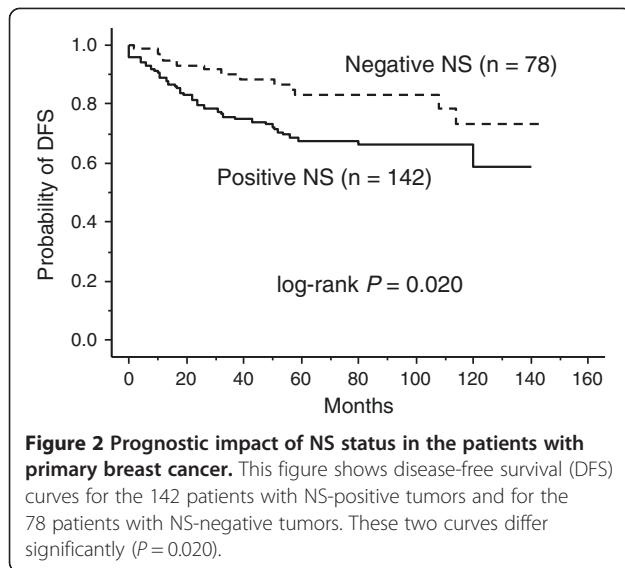 1.0
0.8
0.6
0.4
0.2
0.0
Probability of DFS
Negative NS (n = 78)
Positive NS (n = 142)
log-rank P = 0.020
0 20 40 60 80 100 120 140 160
Months
Figure 2 Prognostic impact of NS status in the patients with
primary breast cancer. This figure shows disease-free survival (DFS)
curves for the 142 patients with NS-positive tumors and for the
78 patients with NS-negative tumors. These two curves differ
significantly (P = 0.020).